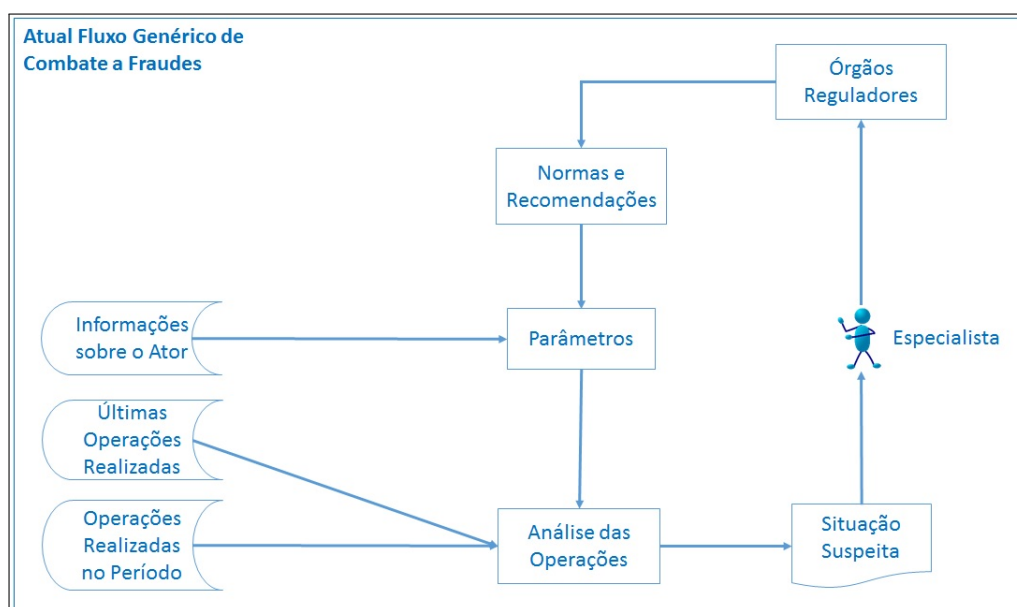 Atual Fluxo Genérico de
Combate a Fraudes
Órgãos
Reguladores
Normas e
Recomendações
Informações
sobre o Ator
Parâmetros
Especialista
Últimas
Operações
Realizadas
Operações
Realizadas
no Período
Análise das
Operações
Situação
Suspeita